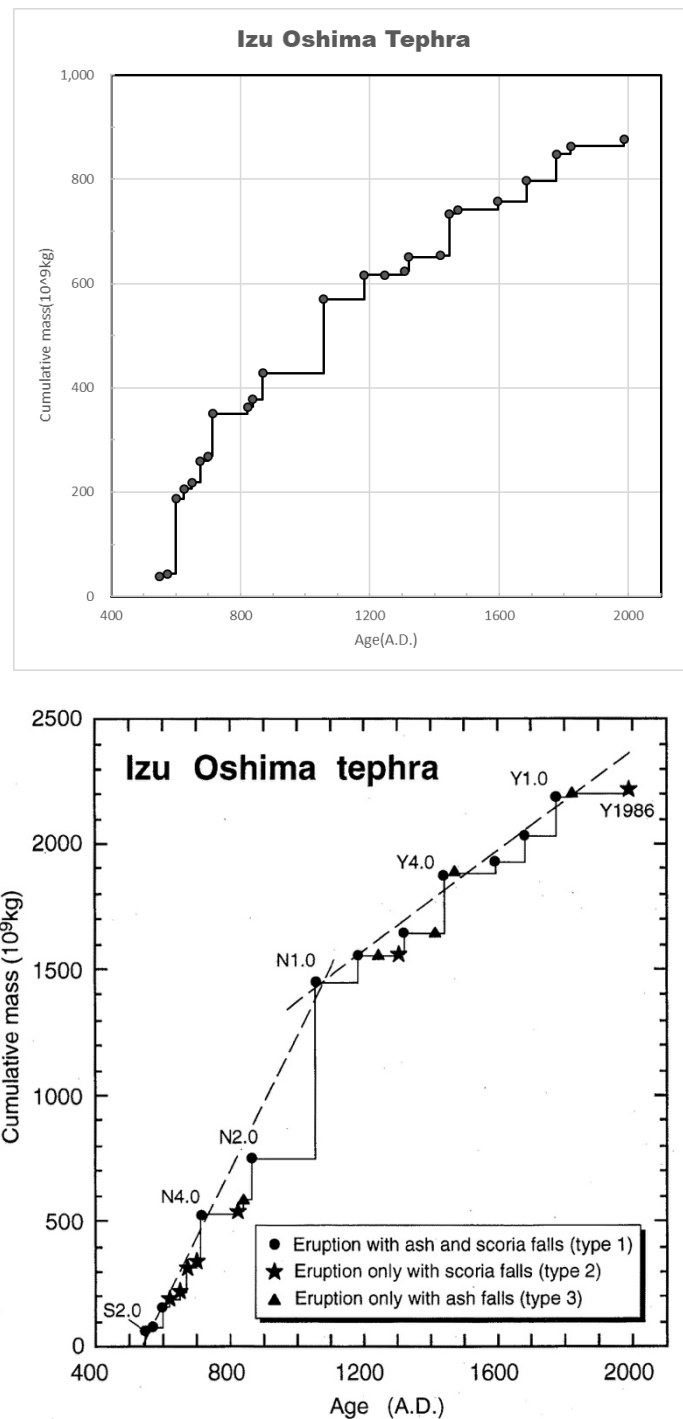 Izu Oshima Tephra
1,000
800
600
400
200
0
Cumulative mass(10^9kg)
400 800 1200 1600 2000
Age(A.D.)
2500
2000
1500
1000
500
0
Cumulative mass (10⁹kg)
Izu Oshima tephra
Y1.0
Y1986
Y4.0
N1.0
N2.0
N4.0
S2.0
Eruption with ash and scoria falls (type 1)
Eruption only with scoria falls (type 2)
Eruption only with ash falls (type 3)
400 600 800 1200 1600 2000
Age (A.D.)